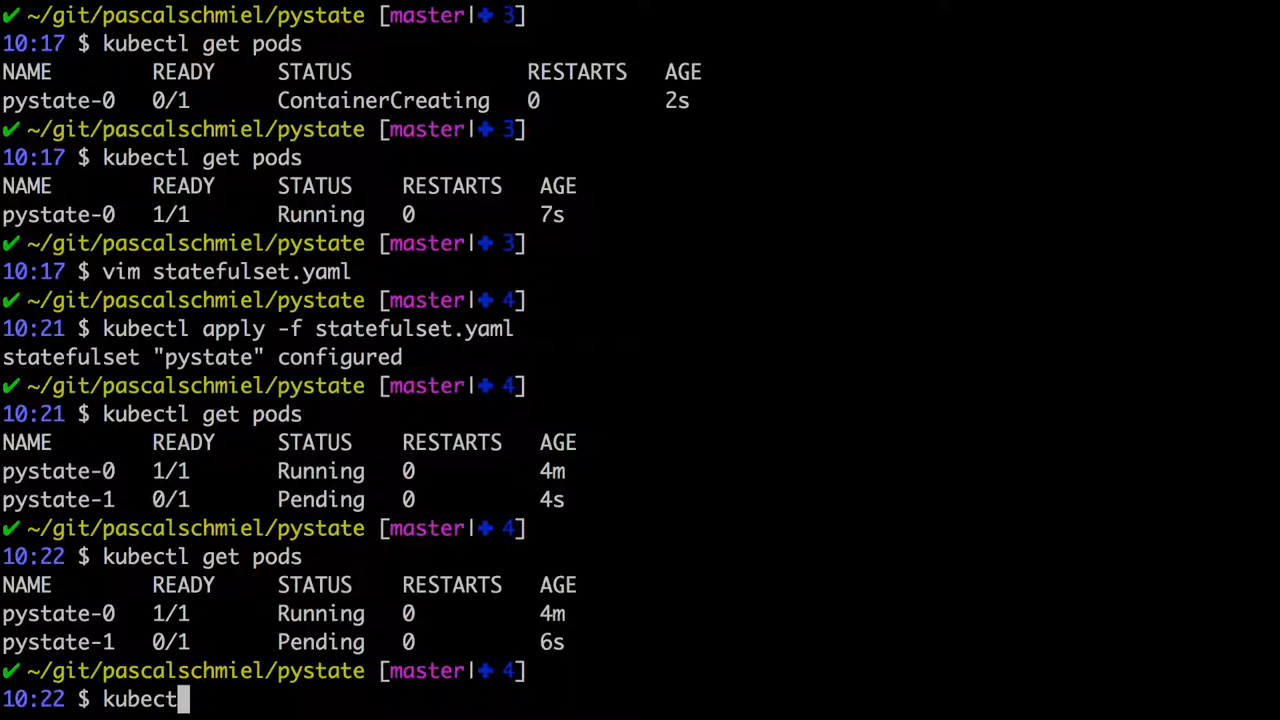 ✔ ~/git/pascalschmiel/pystate [master|✚ 3]
10:17 $ kubectl get pods
NAME READY STATUS RESTARTS AGE
pystate-0 0/1 ContainerCreating 0 2s
✔ ~/git/pascalschmiel/pystate [master|✚ 3]
10:17 $ kubectl get pods
NAME READY STATUS RESTARTS AGE
pystate-0 1/1 Running 0 7s
✔ ~/git/pascalschmiel/pystate [master|✚ 3]
10:17 $ vim statefulset.yaml
✔ ~/git/pascalschmiel/pystate [master|✚ 4]
10:21 $ kubectl apply -f statefulset.yaml
statefulset "pystate" configured
✔ ~/git/pascalschmiel/pystate [master|✚ 4]
10:21 $ kubectl get pods
NAME READY STATUS RESTARTS AGE
pystate-0 1/1 Running 0 4m
pystate-1 0/1 Pending 0 4s
✔ ~/git/pascalschmiel/pystate [master|✚ 4]
10:22 $ kubectl get pods
NAME READY STATUS RESTARTS AGE
pystate-0 1/1 Running 0 4m
pystate-1 0/1 Pending 0 6s
✔ ~/git/pascalschmiel/pystate [master|✚ 4]
10:22 $ kubect